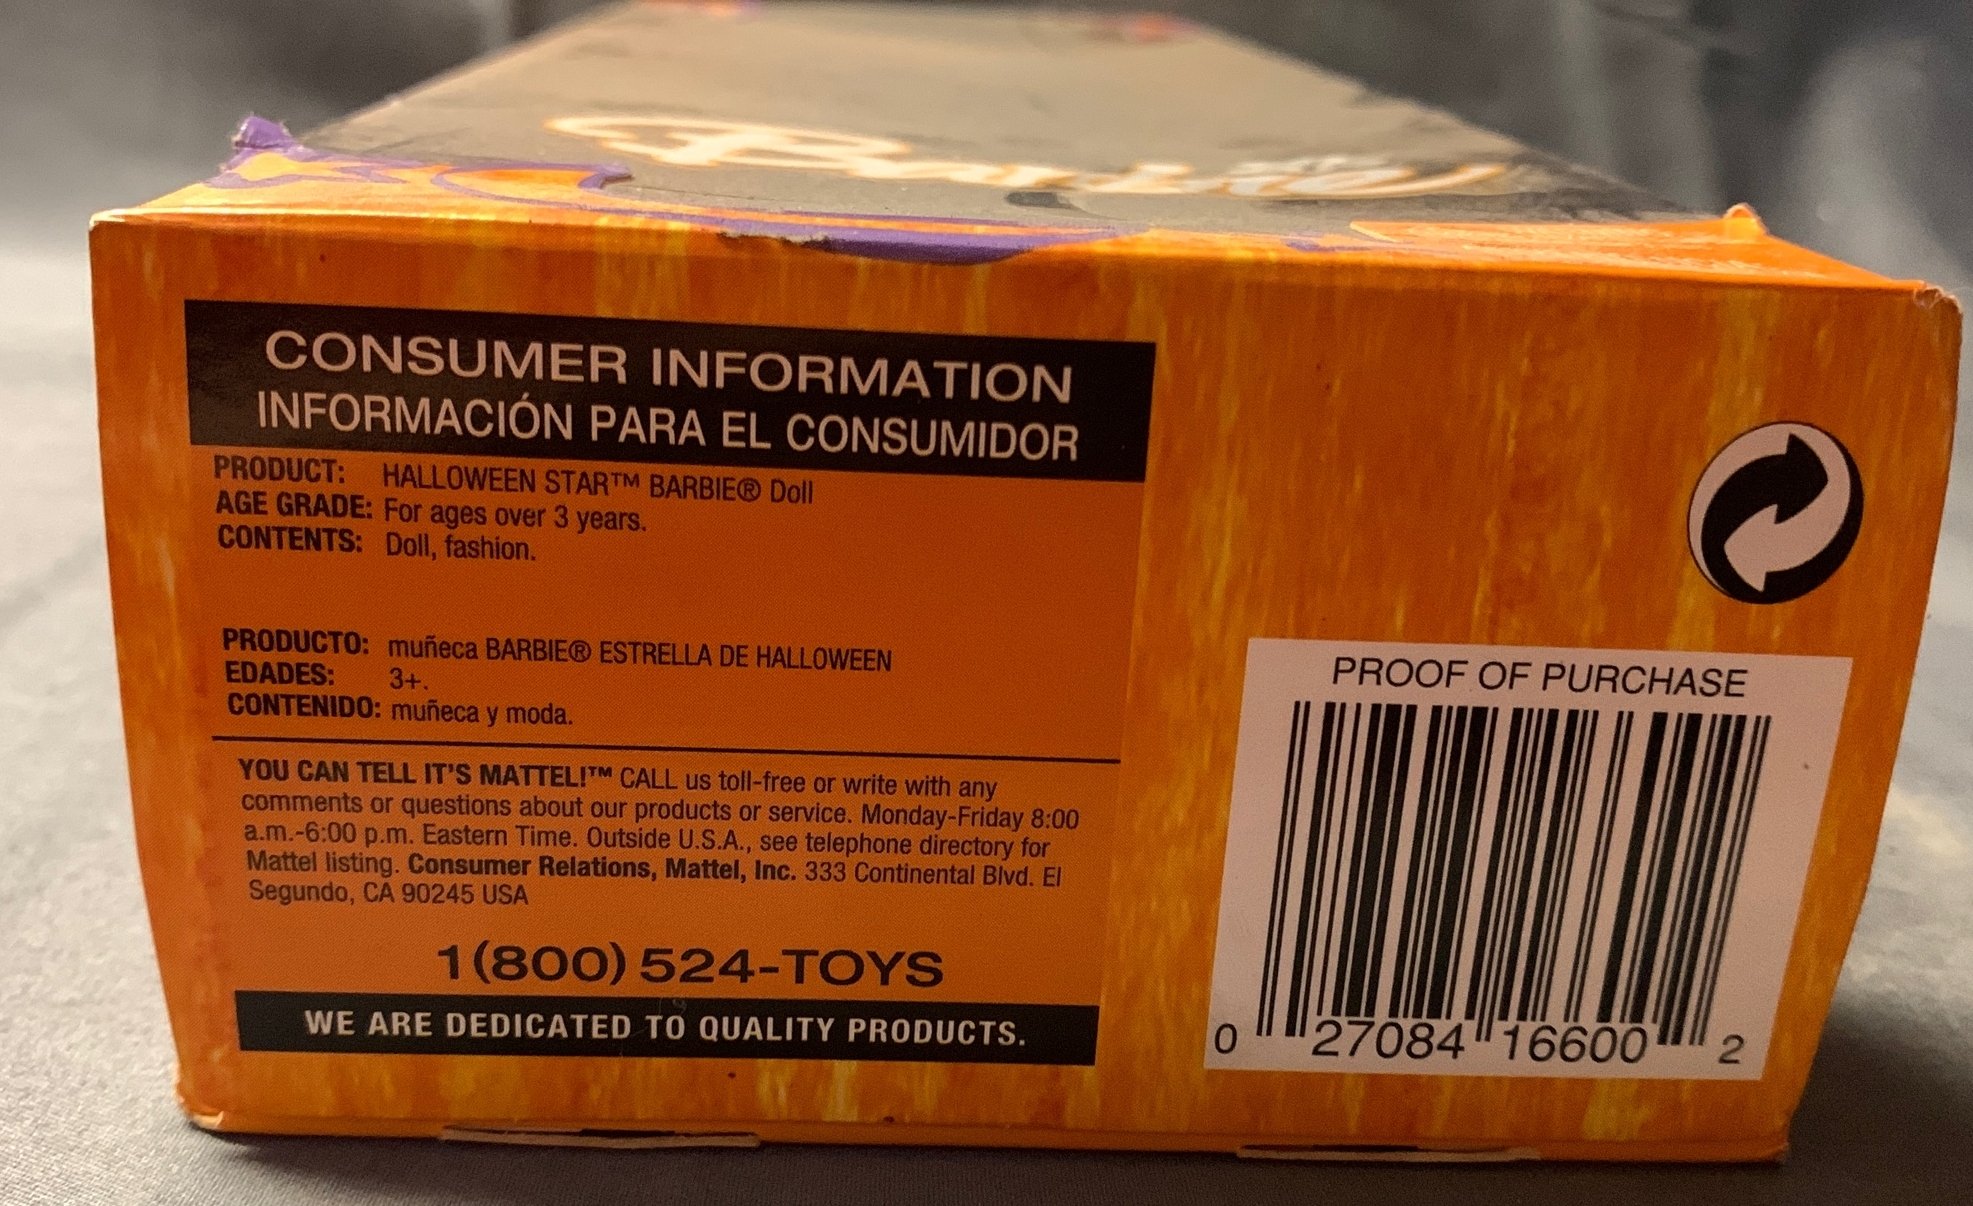 Barbie
CONSUMER INFORMATION
INFORMACIÓN PARA EL CONSUMIDOR
PRODUCT: HALLOWEEN STAR™ BARBIE® Doll
AGE GRADE: For ages over 3 years.
CONTENTS: Doll, fashion.
PRODUCTO: muñeca BARBIE® ESTRELLA DE HALLOWEEN
EDADES: 3+.
CONTENIDO: muñeca y moda.
YOU CAN TELL IT'S MATTEL!™ CALL us toll-free or write with any
comments or questions about our products or service. Monday-Friday 8:00
a.m.-6:00 p.m. Eastern Time. Outside U.S.A., see telephone directory for
Mattel listing. Consumer Relations, Mattel, Inc. 333 Continental Blvd. El
Segundo, CA 90245 USA
1(800) 524-TOYS
WE ARE DEDICATED TO QUALITY PRODUCTS.
PROOF OF PURCHASE
0 27084 16600 2